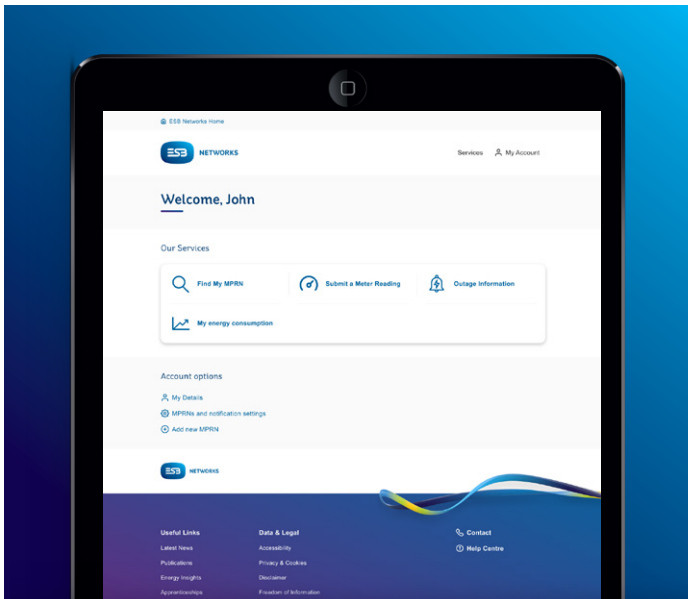 ESB Networks Home
ESB NETWORKS
Services My Account
Welcome, John
Our Services
Find My MPRN
Submit a Meter Reading
Outage Information
My energy consumption
Account options
My Details
MPRNs and notification settings
Add new MPRN
ESB NETWORKS
Useful Links
Data & Legal
Contact
Latest News
Accessibility
Help Centre
Publications
Privacy & Cookies
Energy Insights
Disclaimer
Apprenticeships
Freedom of Information